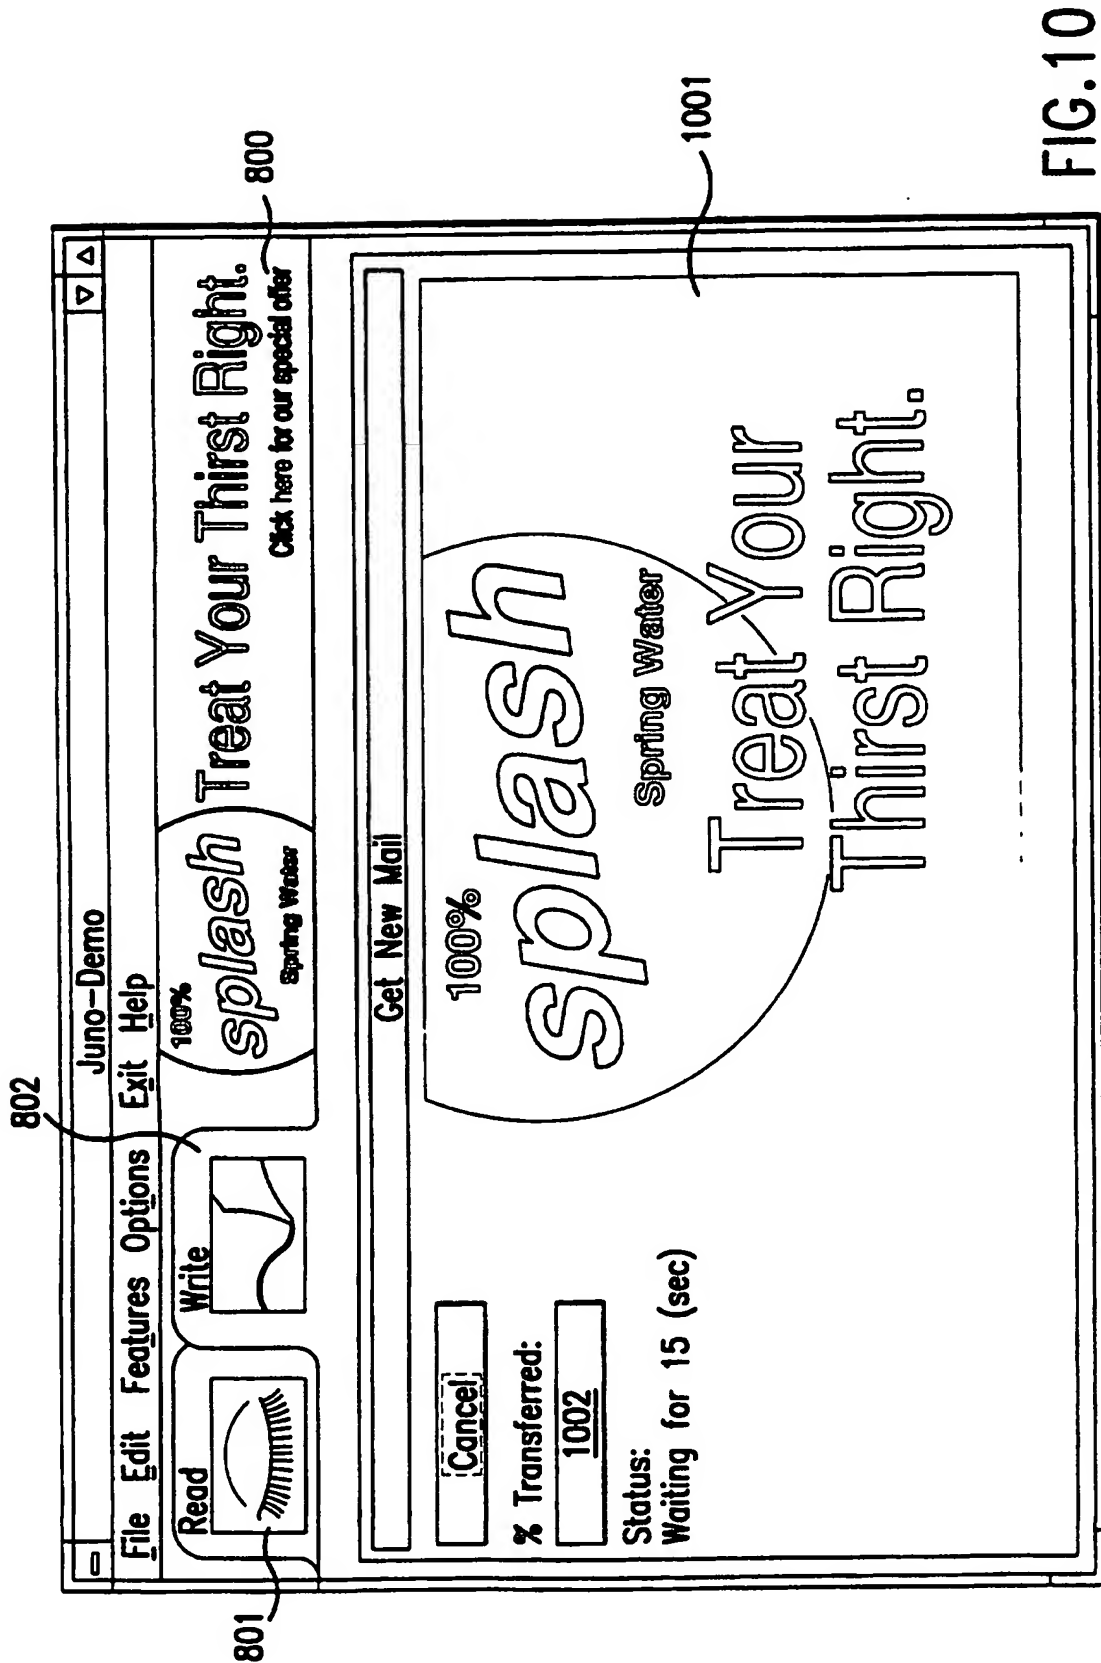 Juno-Demo
File Edit Features Options Exit Help
802
801
Read
Write
100%
splash
Spring Water
Treat Your Thirst Right.
Click here for our special offer
800
Get New Mail
Cancel
% Transferred:
1002
Status:
Waiting for 15 (sec)
100%
splash
Spring Water
Treat Your
Thirst Right.
1001
FIG.10